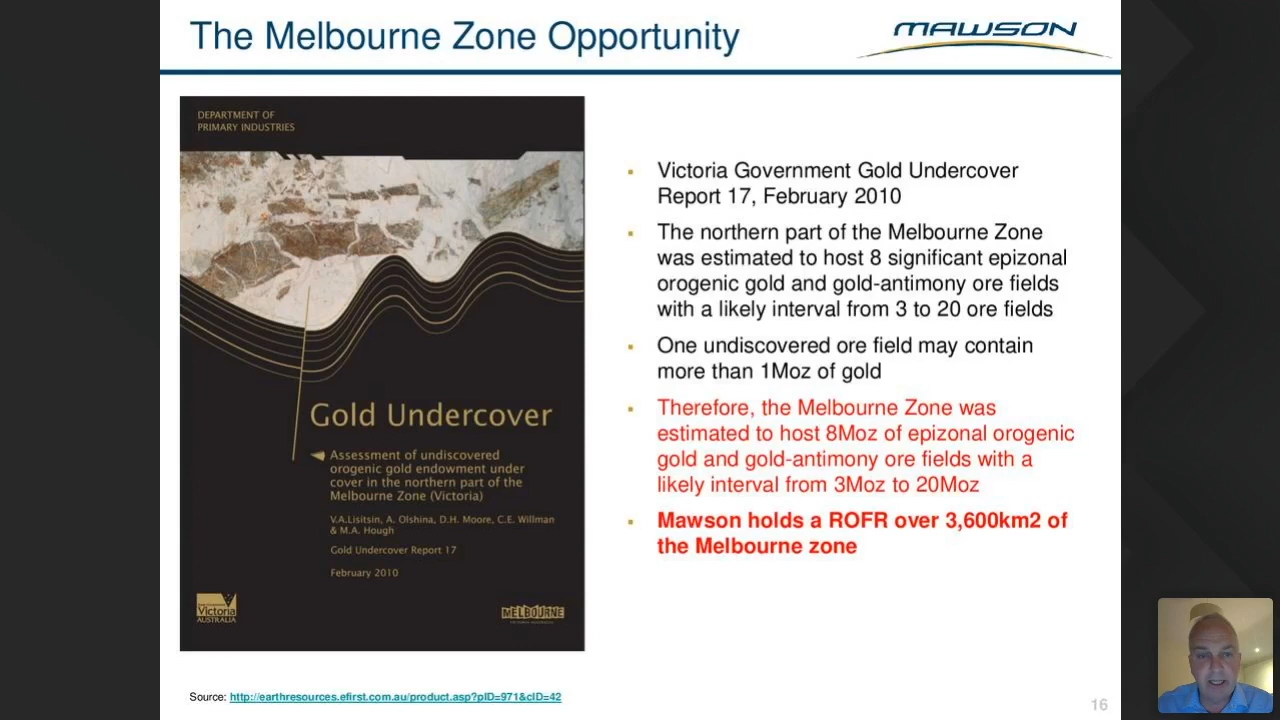 The Melbourne Zone Opportunity
MAWSON
DEPARTMENT OF
PRIMARY INDUSTRIES
Gold Undercover
Assessment of undiscovered
orogenic gold endowment under
cover in the northern part of the
Melbourne Zone (Victoria)
V.A.Lisitsin, A. Olshina, D.H. Moore, C.E. Willman
& M.A. Hough
Gold Undercover Report 17
February 2010
Victoria
AUSTRALIA
MELBOURNE
Victoria Government Gold Undercover
Report 17, February 2010
The northern part of the Melbourne Zone
was estimated to host 8 significant epizonal
orogenic gold and gold-antimony ore fields
with a likely interval from 3 to 20 ore fields
One undiscovered ore field may contain
more than 1Moz of gold
Therefore, the Melbourne Zone was
estimated to host 8Moz of epizonal orogenic
gold and gold-antimony ore fields with a
likely interval from 3Moz to 20Moz
Mawson holds a ROFR over 3,600km2 of
the Melbourne zone
Source: http://earthresources.efirst.com.au/product.asp?pID=971&cID=42
16